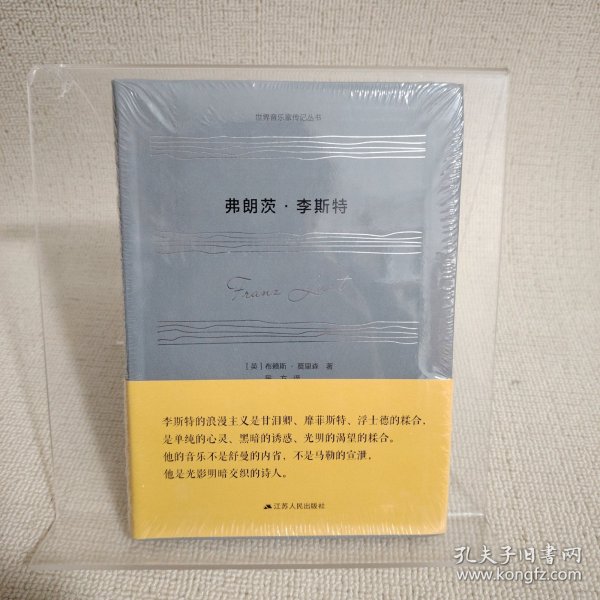 世界音乐家传记丛书
弗朗茨·李斯特
Franz Liszt
[英]布赖斯·莫里森 著
李斯特的浪漫主义是甘泪卿、靡菲斯特、浮士德的糅合，
是单纯的心灵、黑暗的诱惑、光明的渴望的糅合。
他的音乐不是舒曼的内省，不是马勒的宣泄，
他是光影明暗交织的诗人。
江苏人民出版社
孔夫子旧书网
www.kongfz.com